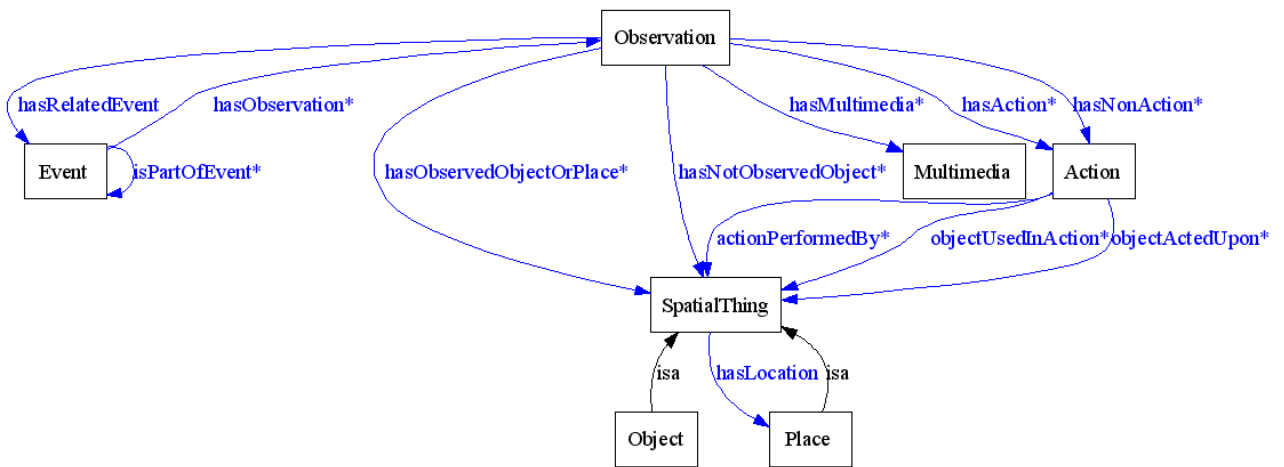 Observation
hasRelatedEvent
hasObservation*
hasMultimedia*
hasAction*
hasNonAction*
Event
isPartOfEvent*
hasObservedObjectOrPlace*
hasNotObservedObject*
Multimedia
Action
actionPerformedBy*
objectUsedInAction*
objectActedUpon*
SpatialThing
isa
hasLocation
isa
Object
Place